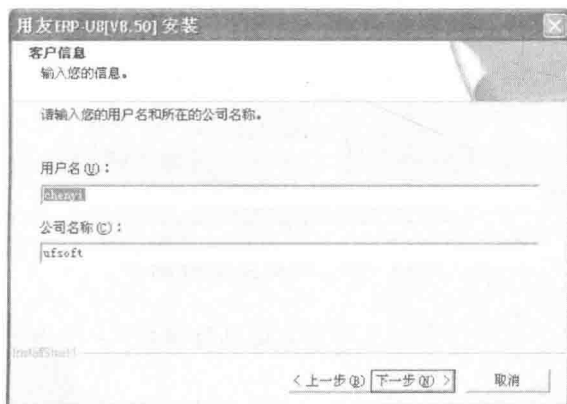 用友ERP-U8[V8.50]安装
客户信息
输入您的信息。
请输入您的用户名和所在的公司名称。
用户名(U)：
chenyi
公司名称(C)：
ufsoft
InstallShield
< 上一步(B) 下一步(N) > 取消